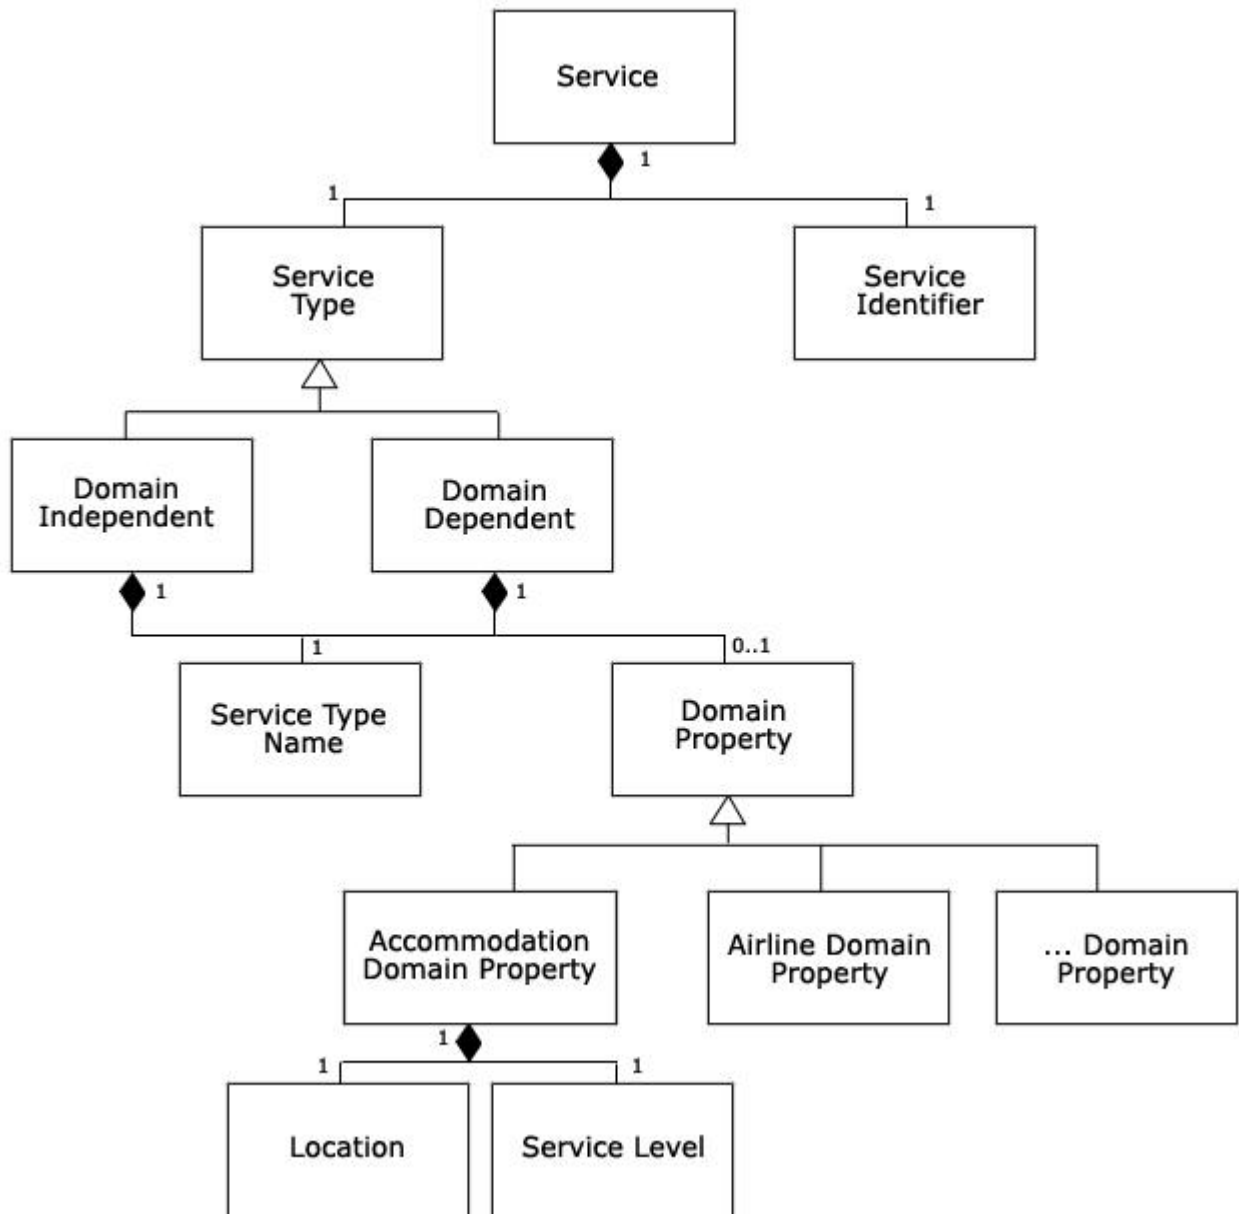 Service
1
1
1
Service
Type
Service
Identifier
Domain
Independent
Domain
Dependent
1
1
1
0..1
Service Type
Name
Domain
Property
Accommodation
Domain Property
Airline Domain
Property
... Domain
Property
1
1
1
Location
Service Level